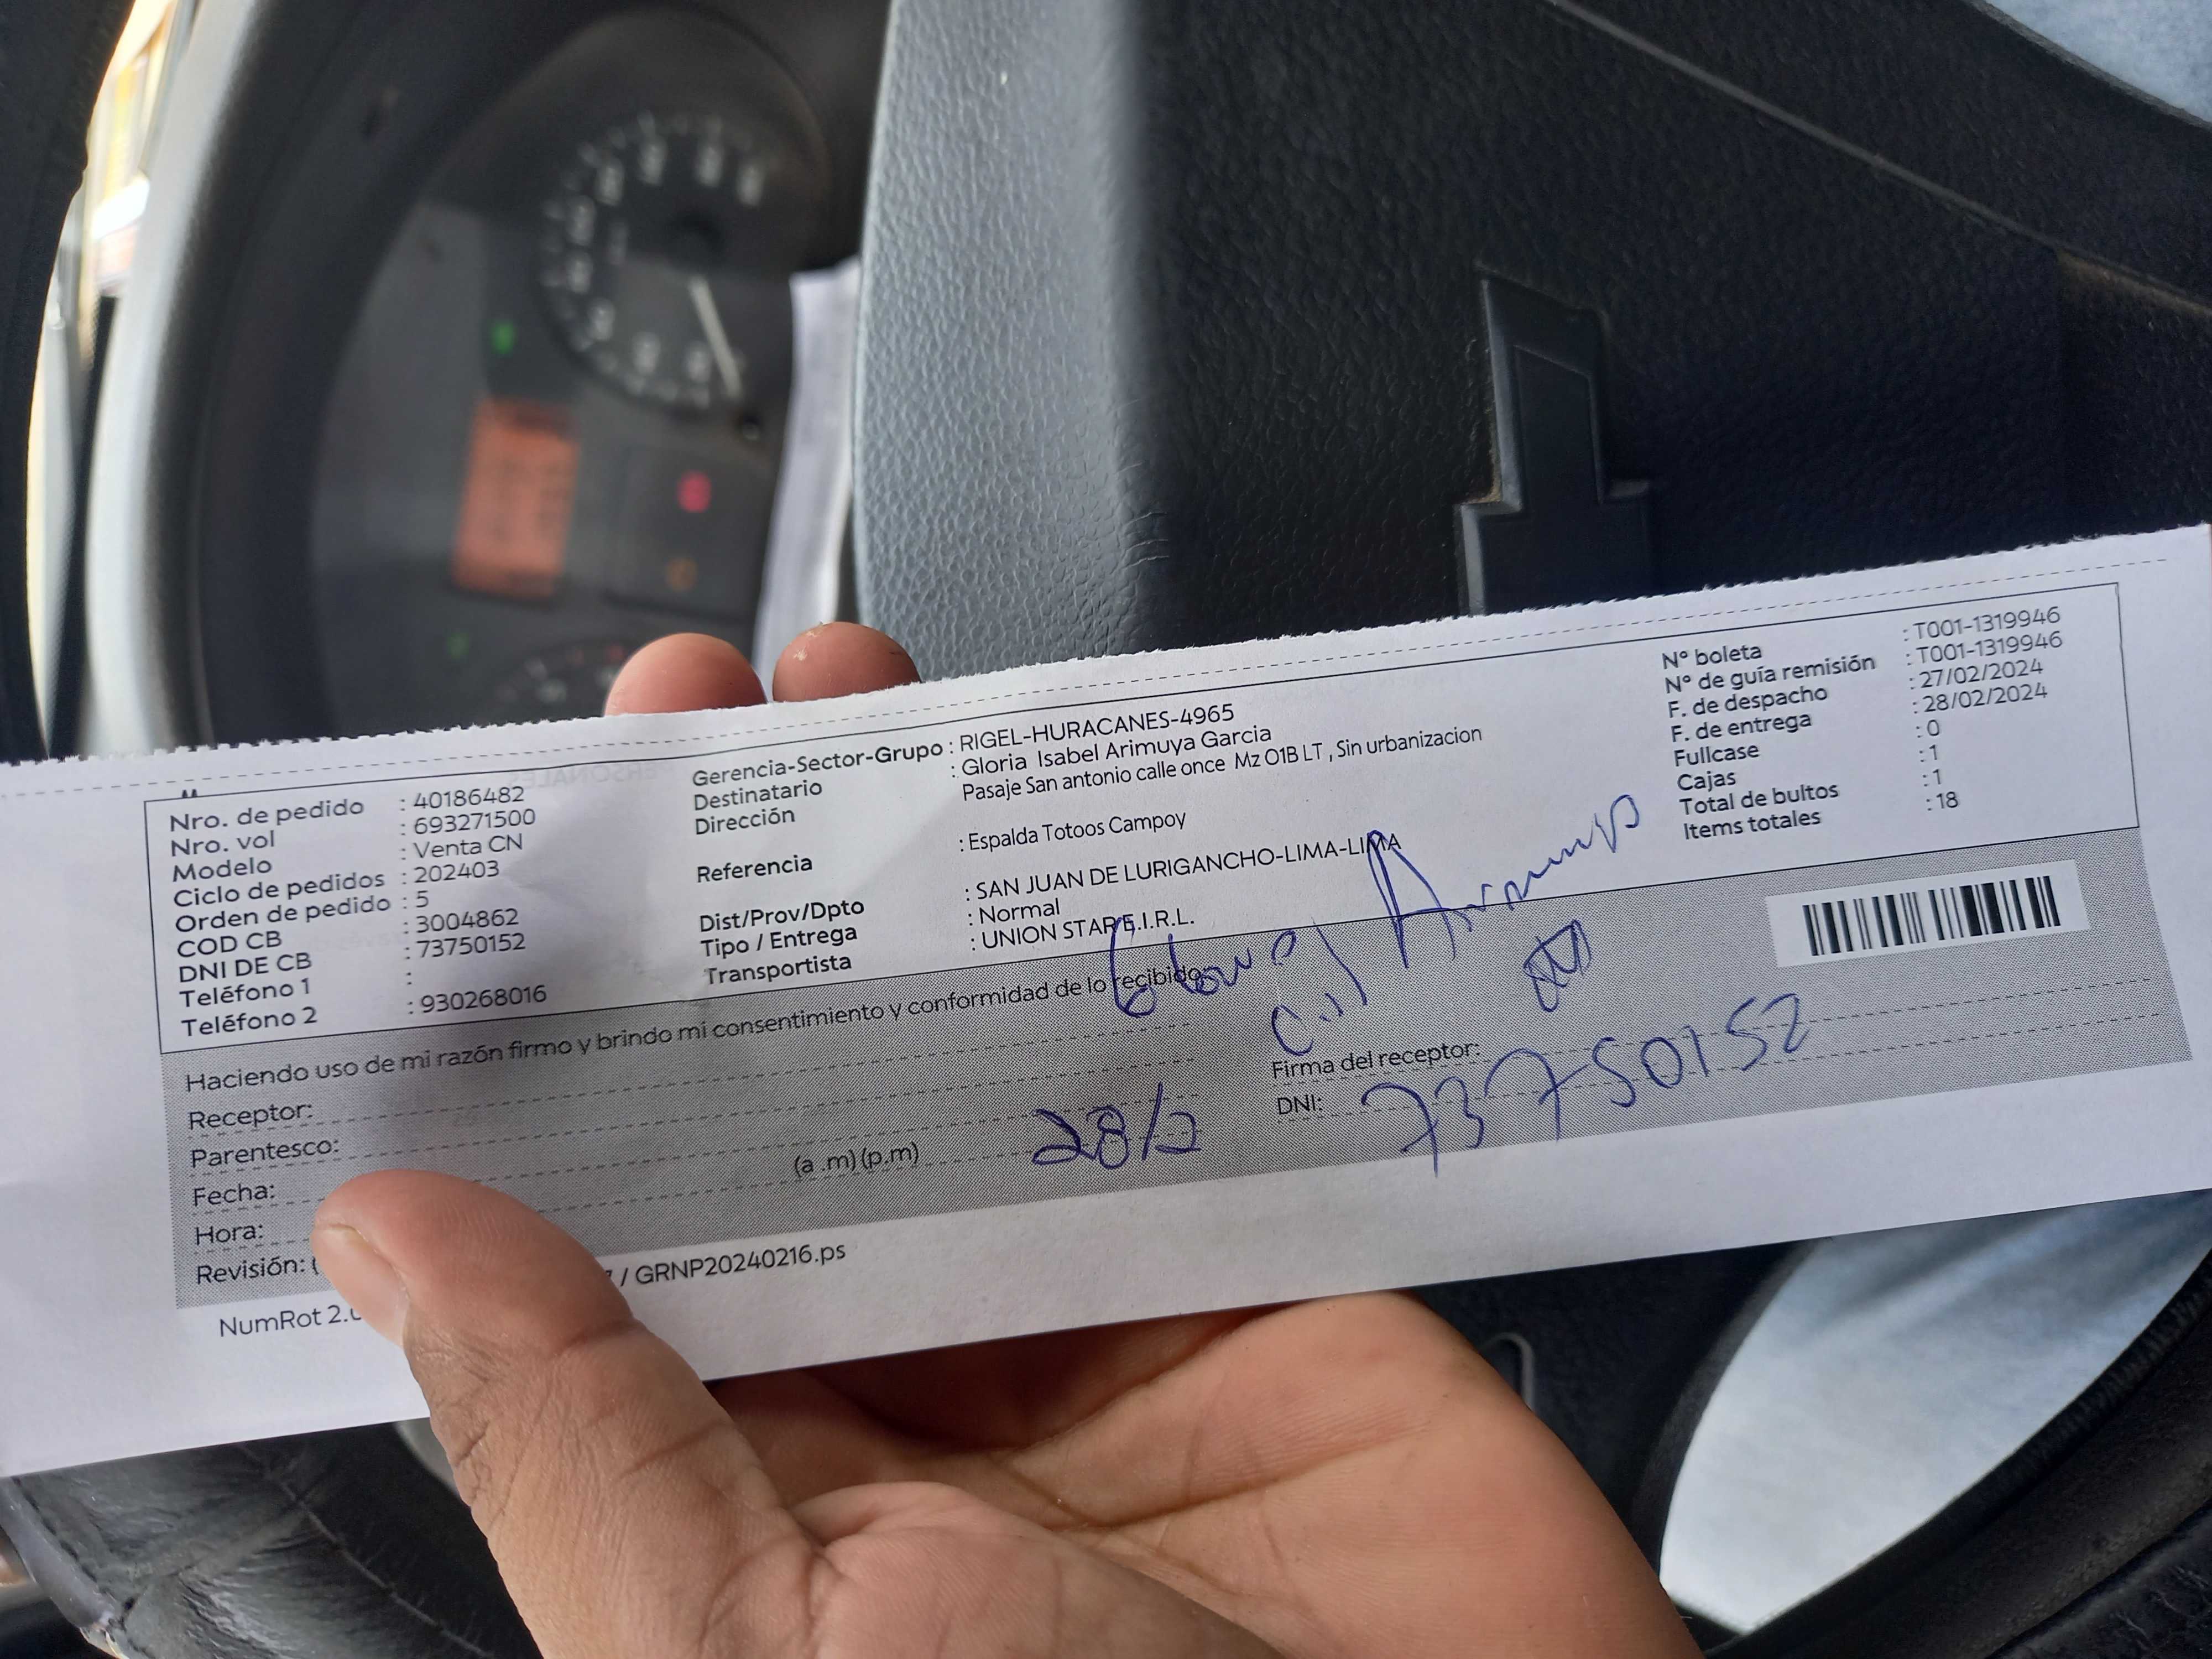 Nro. de pedido : 40186482
Nro. vol : 693271500
Modelo : Venta CN
Ciclo de pedidos : 202403
Orden de pedido : 5
COD CB : 3004862
DNI DE CB : 73750152
Teléfono 1 :
Teléfono 2 : 930268016
Gerencia-Sector-Grupo : RIGEL-HURACANES-4965
Destinatario : Gloria Isabel Arimuya Garcia
Dirección Pasaje San antonio calle once Mz O1B LT , Sin urbanizacion
Referencia : Espalda Totoos Campoy
Dist/Prov/Dpto : SAN JUAN DE LURIGANCHO-LIMA-LIMA
Tipo / Entrega : Normal
Transportista : UNION STAR E.I.R.L.
N° boleta : T001-1319946
N° de guía remisión : T001-1319946
F. de despacho : 27/02/2024
F. de entrega : 28/02/2024
Fullcase : 0
Cajas : 1
Total de bultos : 1
Items totales : 18
Haciendo uso de mi razón firmo y brindo mi consentimiento y conformidad de lo recibido
Receptor:
Parentesco:
Fecha:
Hora: (a .m) (p.m) 28/2
Revisión: (
Firma del receptor:
DNI: 73750152
NumRot 2. / GRNP20240216.ps